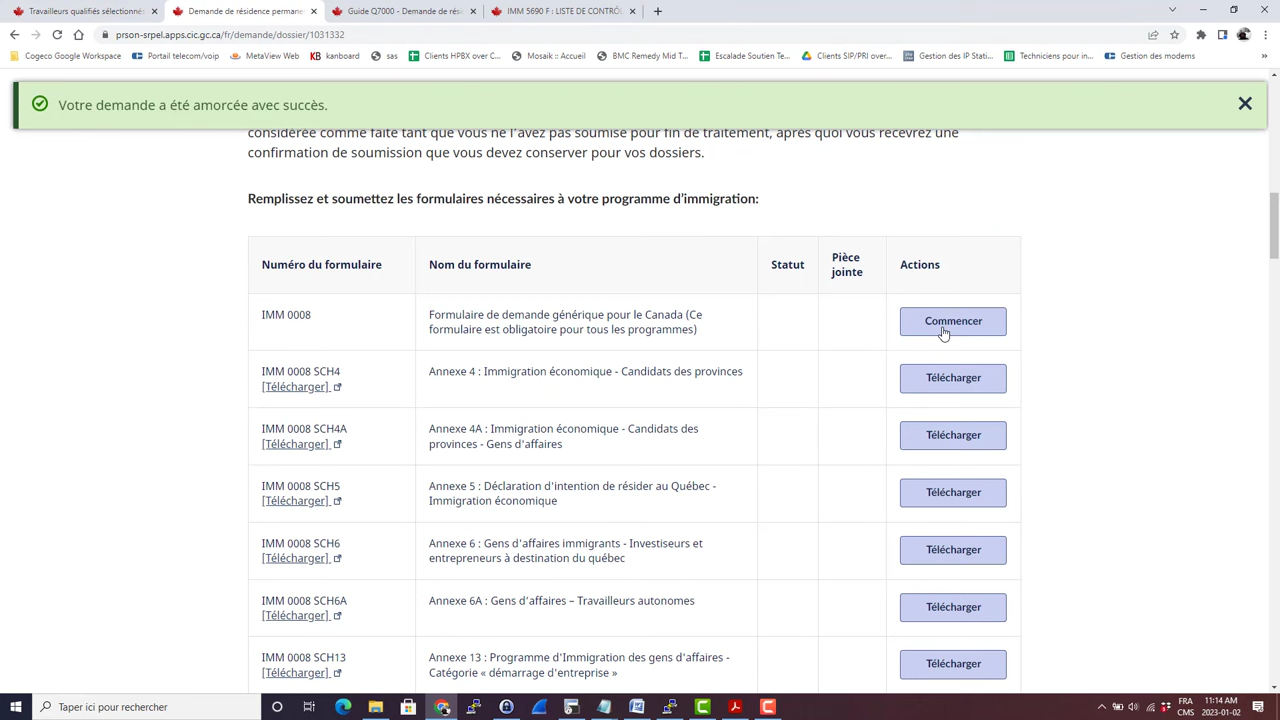 Travailleurs qualifiés sélectionnés
Demande de résidence permane
Guide Q7000 - Demande de rés
IMM 5690 F : LISTE DE CONTRÔL
prson-srpel.apps.cic.gc.ca/fr/demande/dossier/1031332
Cogeco Google Workspace
Portail telecom/voip
MetaView Web
kanboard
sas
Clients HPBX over C...
Mosaik :: Accueil
BMC Remedy Mid T...
Escalade Soutien Te...
Clients SIP/PRI over...
Gestion des IP Stati...
Techniciens pour in...
Gestion des modems
Votre demande a été amorcée avec succès.
considérée comme faite tant que vous ne l'avez pas soumise pour fin de traitement, après quoi vous recevrez une
confirmation de soumission que vous devez conserver pour vos dossiers.
Remplissez et soumettez les formulaires nécessaires à votre programme d'immigration:
Numéro du formulaire
Nom du formulaire
Statut
Pièce
jointe
Actions
IMM 0008
Formulaire de demande générique pour le Canada (Ce
formulaire est obligatoire pour tous les programmes)
Commencer
IMM 0008 SCH4
[Télécharger]
Annexe 4 : Immigration économique - Candidats des provinces
Télécharger
IMM 0008 SCH4A
[Télécharger]
Annexe 4A : Immigration économique - Candidats des
provinces - Gens d'affaires
Télécharger
IMM 0008 SCH5
[Télécharger]
Annexe 5 : Déclaration d'intention de résider au Québec -
Immigration économique
Télécharger
IMM 0008 SCH6
[Télécharger]
Annexe 6 : Gens d'affaires immigrants - Investiseurs et
entrepreneurs à destination du québec
Télécharger
IMM 0008 SCH6A
[Télécharger]
Annexe 6A : Gens d'affaires – Travailleurs autonomes
Télécharger
IMM 0008 SCH13
[Télécharger]
Annexe 13 : Programme d'Immigration des gens d'affaires -
Catégorie « démarrage d'entreprise »
Télécharger
Taper ici pour rechercher
FRA
CMS
11:14 AM
2023-01-02